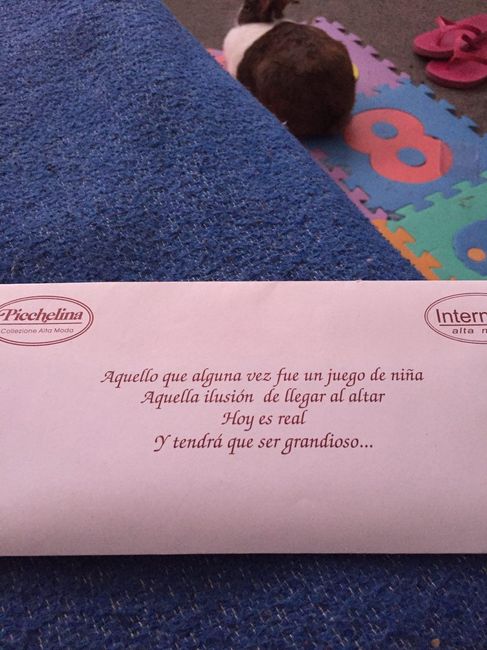 Picchelina
Collezione Alta Moda
Aquello que alguna vez fue un juego de niña
Aquella ilusión de llegar al altar
Hoy es real
Y tendrá que ser grandioso...
alta
8